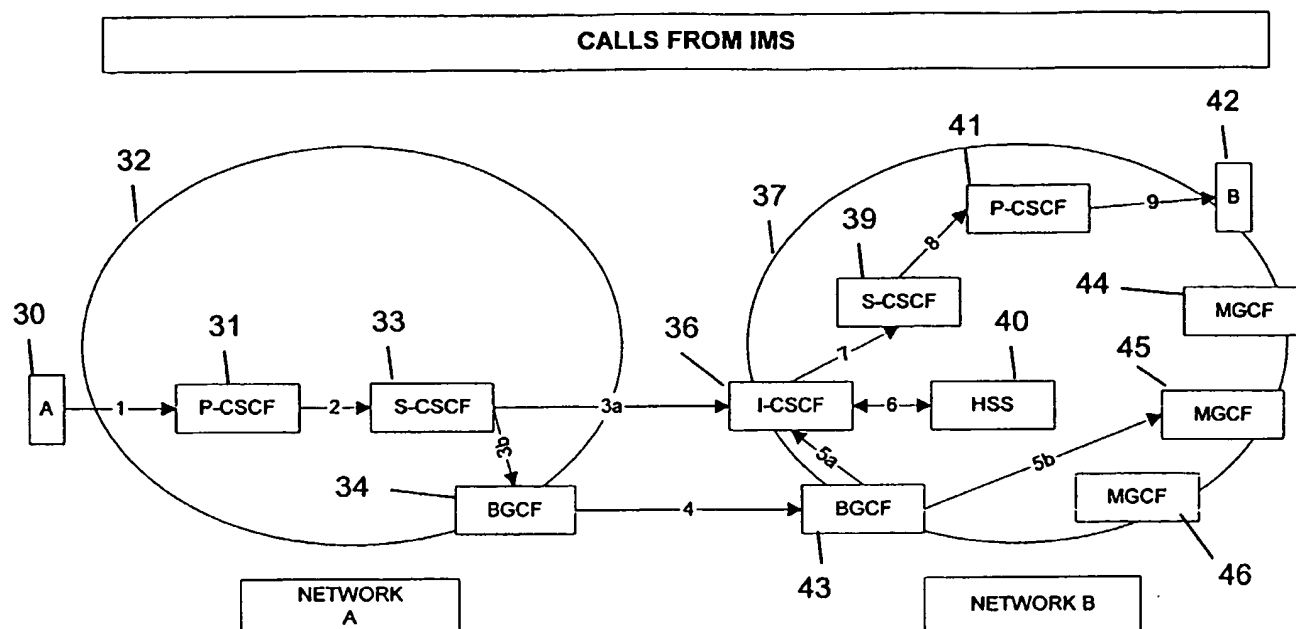 CALLS FROM IMS
42
41
32
B
P-CSCF
9
37
39
8
S-CSCF
44
MGCF
30
31
33
36
7
40
45
A
1
P-CSCF
2
S-CSCF
3a
I-CSCF
6
HSS
MGCF
3b
5a
5b
34
BGCF
4
BGCF
MGCF
43
46
NETWORK
A
NETWORK B